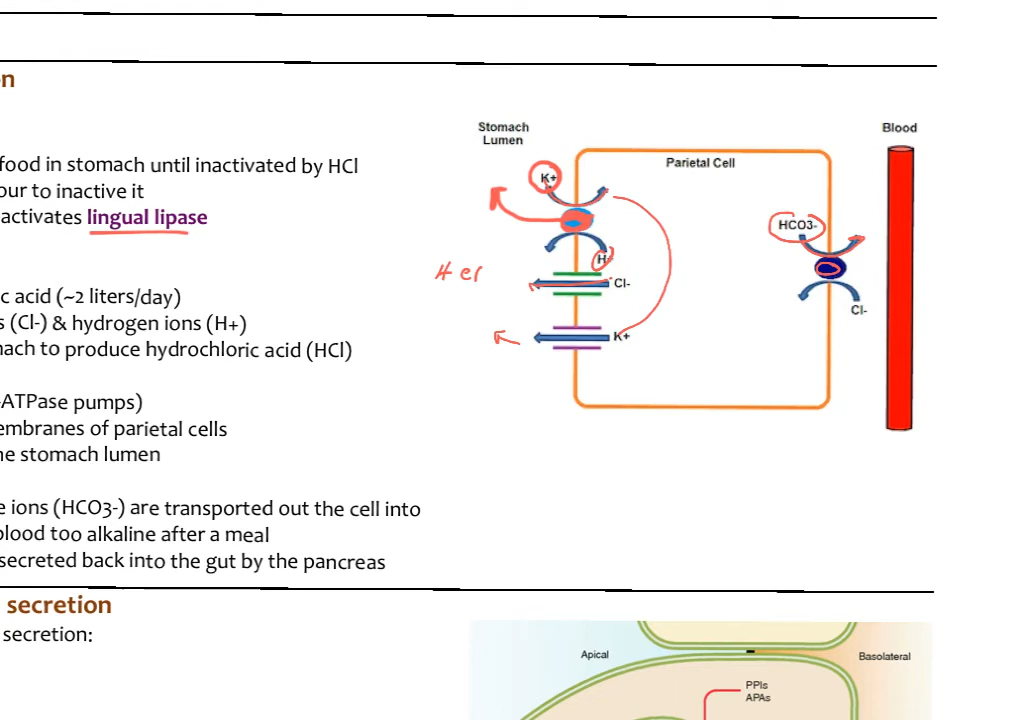 on
food in stomach until inactivated by HCl
our to inactive it
activates lingual lipase
c acid (~2 liters/day)
s (Cl-) & hydrogen ions (H+)
nach to produce hydrochloric acid (HCl)
-ATPase pumps)
embranes of parietal cells
he stomach lumen
e ions (HCO3-) are transported out the cell into
blood too alkaline after a meal
secreted back into the gut by the pancreas
Stomach
Lumen
Blood
Parietal Cell
K+
HCO3-
H+
H Cl
Cl-
Cl-
K+
secretion
secretion:
Apical
Basolateral
PPIs
APAs